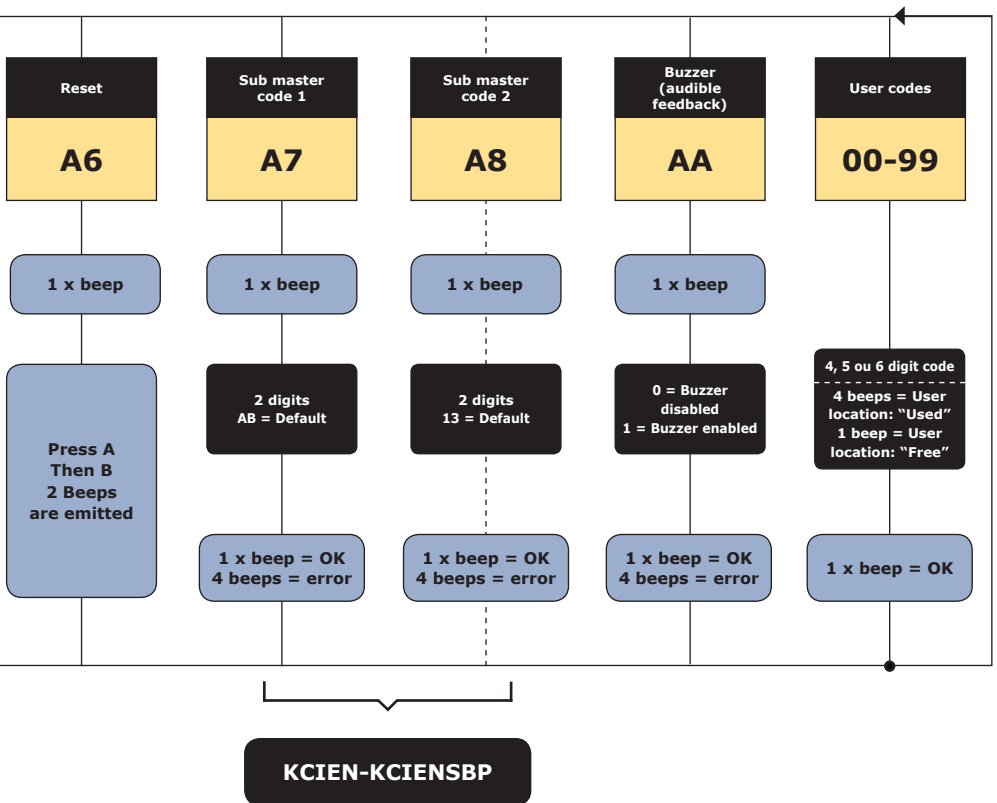 Reset
A6
1 x beep
Press A
Then B
2 Beeps
are emitted
Sub master
code 1
A7
1 x beep
2 digits
AB = Default
1 x beep = OK
4 beeps = error
Sub master
code 2
A8
1 x beep
2 digits
13 = Default
1 x beep = OK
4 beeps = error
Buzzer
(audible
feedback)
AA
1 x beep
0 = Buzzer
disabled
1 = Buzzer enabled
1 x beep = OK
4 beeps = error
User codes
00-99
4, 5 ou 6 digit code
4 beeps = User
location: “Used”
1 beep = User
location: “Free”
1 x beep = OK
KCIEN-KCIENSBP